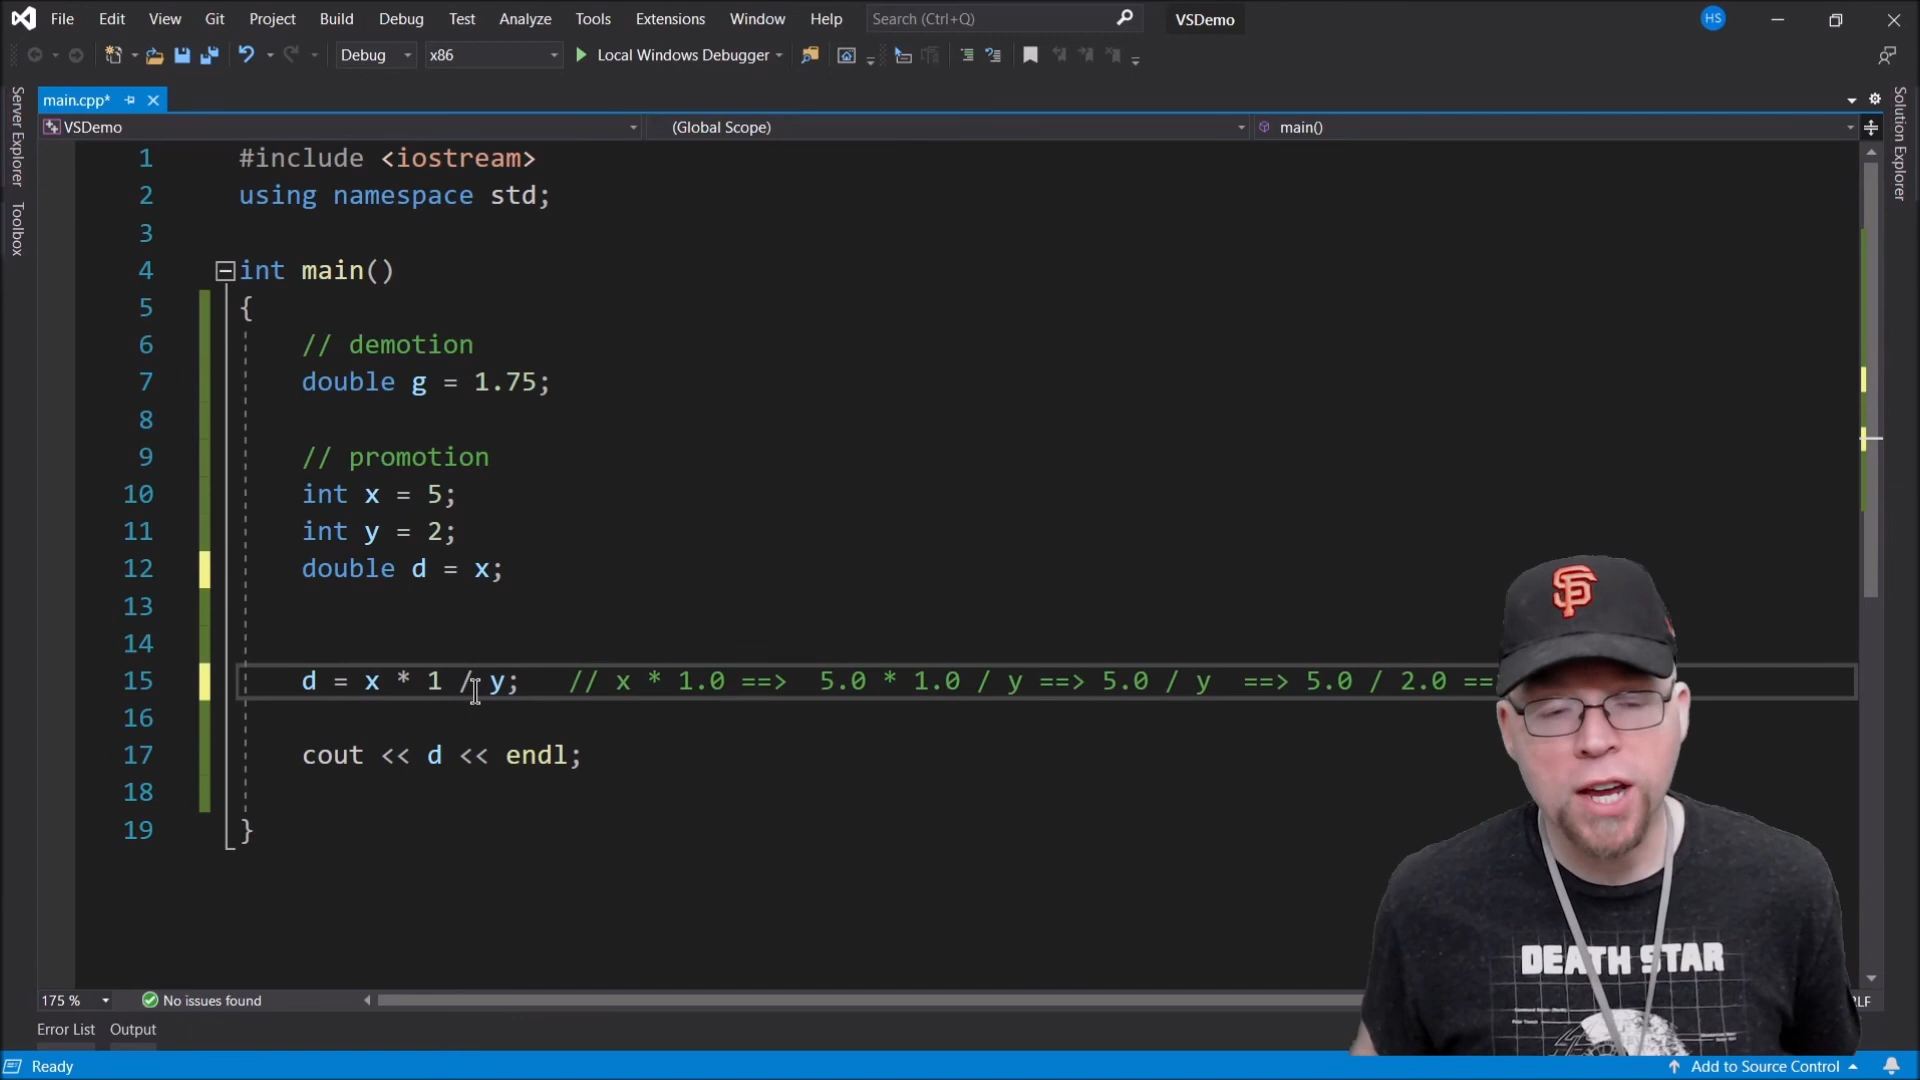 File Edit View Git Project Build Debug Test Analyze Tools Extensions Window Help Search (Ctrl+Q) VSDemo HS
Debug x86 Local Windows Debugger
main.cpp*
VSDemo (Global Scope) main()
Server Explorer
Toolbox
Solution Explorer
1 #include <iostream>
2 using namespace std;
3
4 int main()
5 {
6 // demotion
7 double g = 1.75;
8
9 // promotion
10 int x = 5;
11 int y = 2;
12 double d = x;
13
14
15 d = x * 1 / y; // x * 1.0 ==> 5.0 * 1.0 / y ==> 5.0 / y ==> 5.0 / 2.0 ==
16
17 cout << d << endl;
18
19 }
SF
DEATH STAR
175 % No issues found LF
Error List Output
Ready Add to Source Control